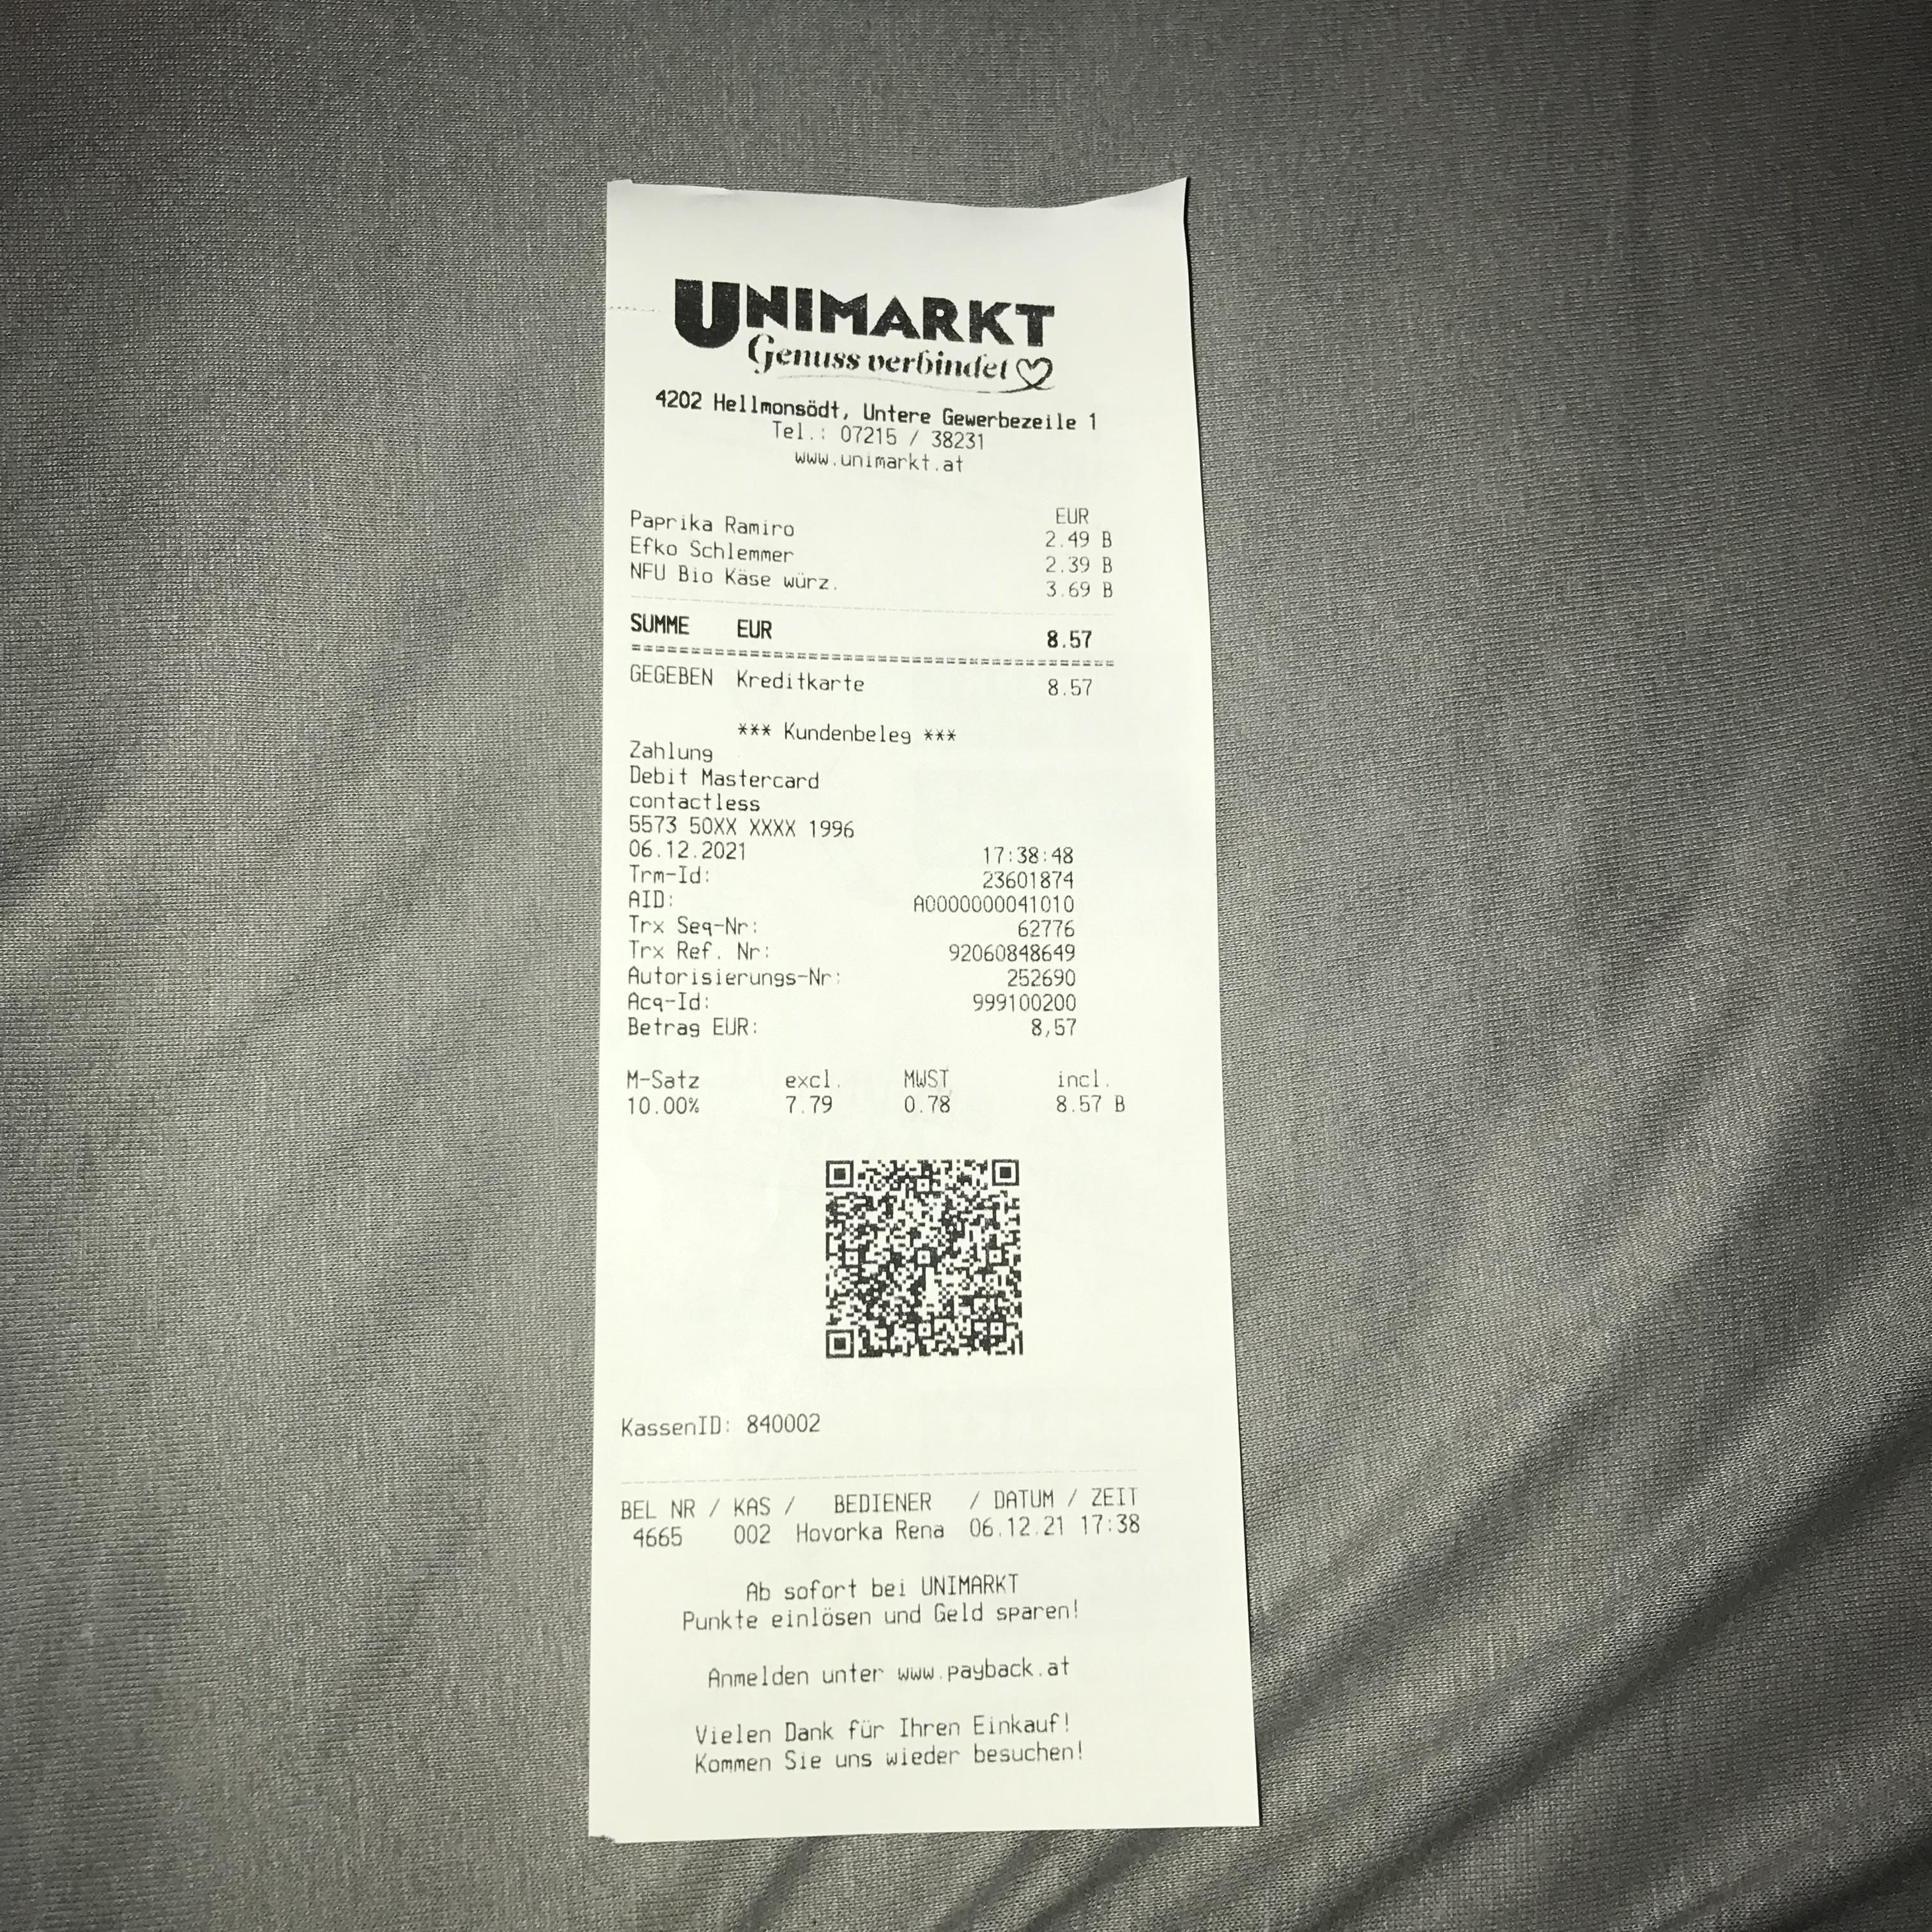 UNIMARKT
Genuss verbindet
4202 Hellmonsödt, Untere Gewerbezeile 1
Tel.: 07215 / 38231
www.unimarkt.at
EUR
Paprika Ramiro 2.49 B
Efko Schlemmer 2.39 B
NFU Bio Käse würz. 3.69 B
SUMME EUR 8.57
GEGEBEN Kreditkarte 8.57
*** Kundenbeleg ***
Zahlung
Debit Mastercard
contactless
5573 50XX XXXX 1996
06.12.2021 17:38:48
Trm-Id: 23601874
AID: A0000000041010
Trx Seq-Nr: 62776
Trx Ref. Nr: 92060848649
Autorisierungs-Nr: 252690
Acq-Id: 999100200
Betrag EUR: 8,57
M-Satz excl. MWST incl.
10.00% 7.79 0.78 8.57 B
KassenID: 840002
BEL NR / KAS / BEDIENER / DATUM / ZEIT
4665 002 Hovorka Rena 06.12.21 17:38
Ab sofort bei UNIMARKT
Punkte einlösen und Geld sparen!
Anmelden unter www.payback.at
Vielen Dank für Ihren Einkauf!
Kommen Sie uns wieder besuchen!